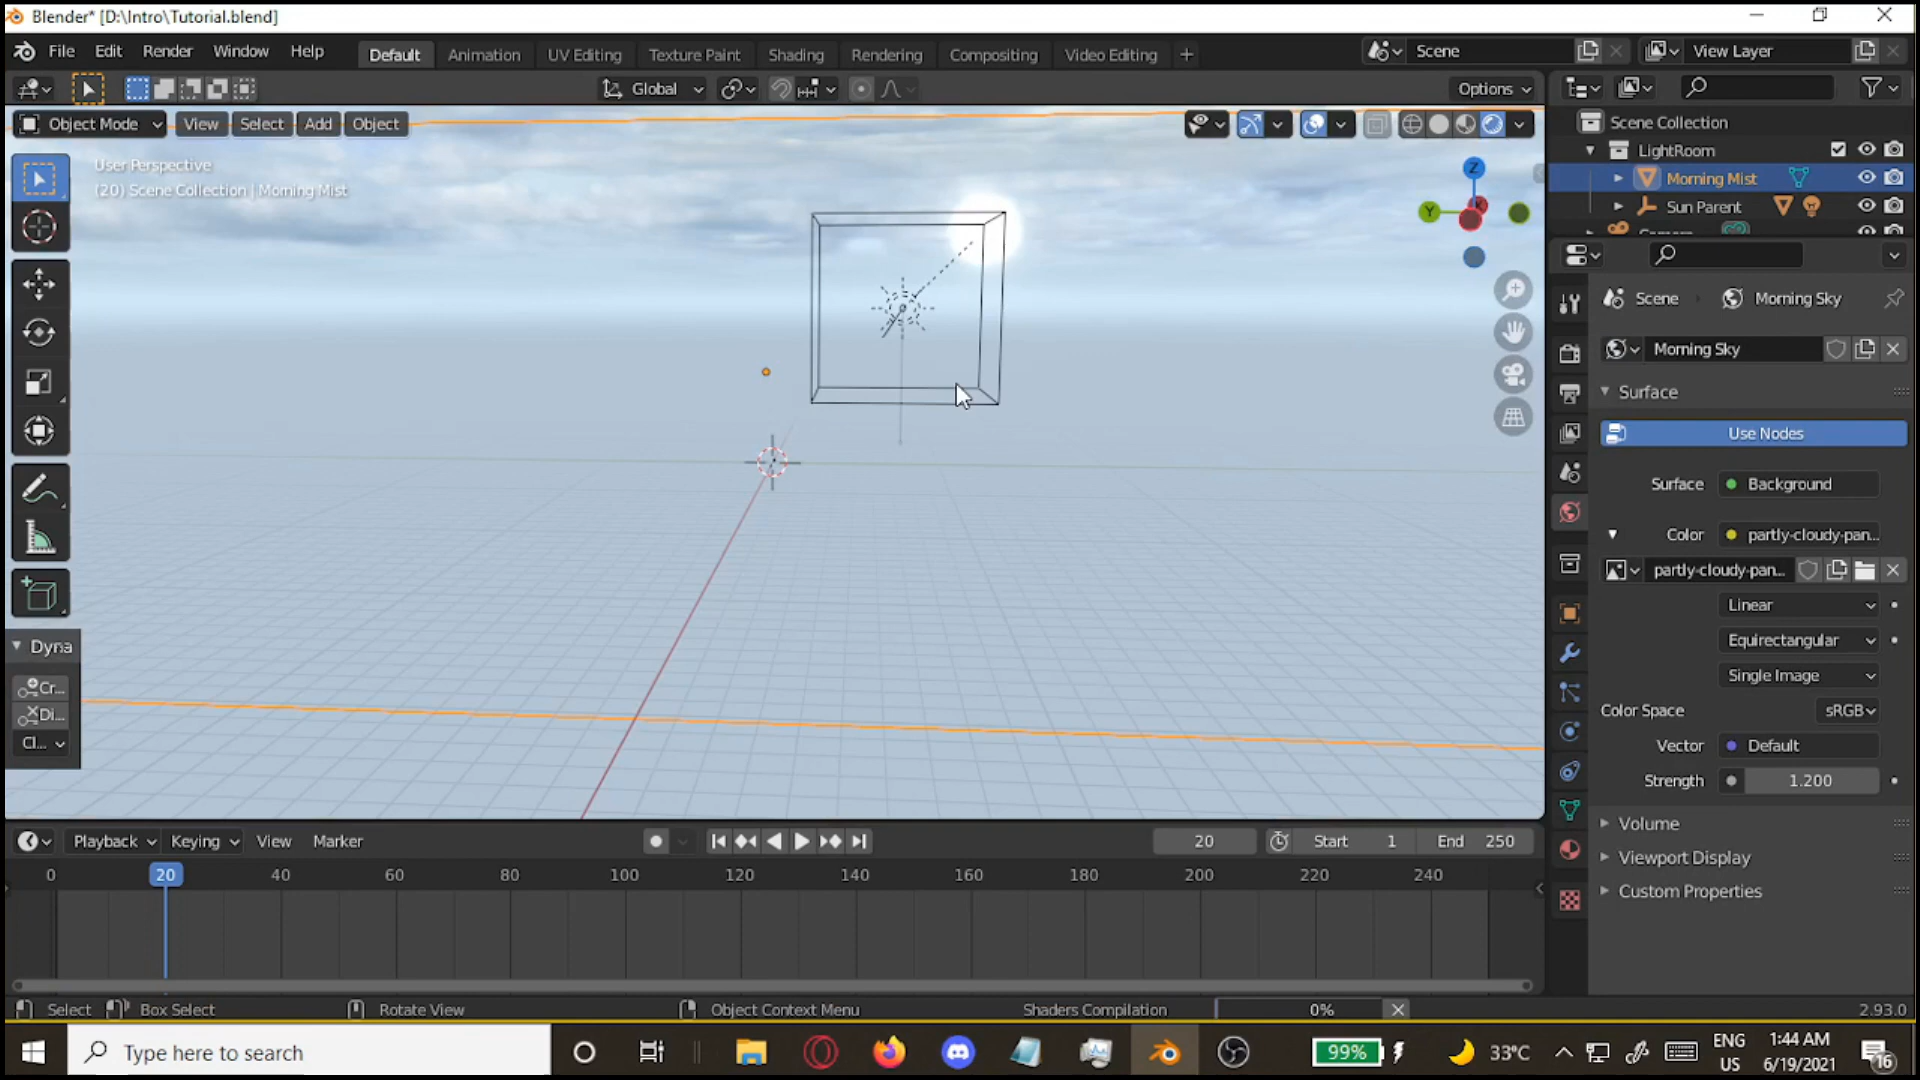 Blender* [D:\Intro\Tutorial.blend]
File Edit Render Window Help Default Animation UV Editing Texture Paint Shading Rendering Compositing Video Editing + Scene View Layer
Global Options
Object Mode View Select Add Object
User Perspective
(20) Scene Collection | Morning Mist
Z
Y
Scene Collection
LightRoom
Morning Mist
Sun Parent
Scene Morning Sky
Morning Sky
Surface
Use Nodes
Surface Background
Color partly-cloudy-pan...
partly-cloudy-pan...
Linear
Equirectangular
Single Image
Color Space sRGB
Vector Default
Strength 1.200
Volume
Viewport Display
Custom Properties
Dyna
Cr...
Di...
Cl...
Playback Keying View Marker 20 Start 1 End 250
0 20 40 60 80 100 120 140 160 180 200 220 240
Select Box Select Rotate View Object Context Menu Shaders Compilation 0% 2.93.0
Type here to search 99% 33°C ENG US 1:44 AM 6/19/2021 16